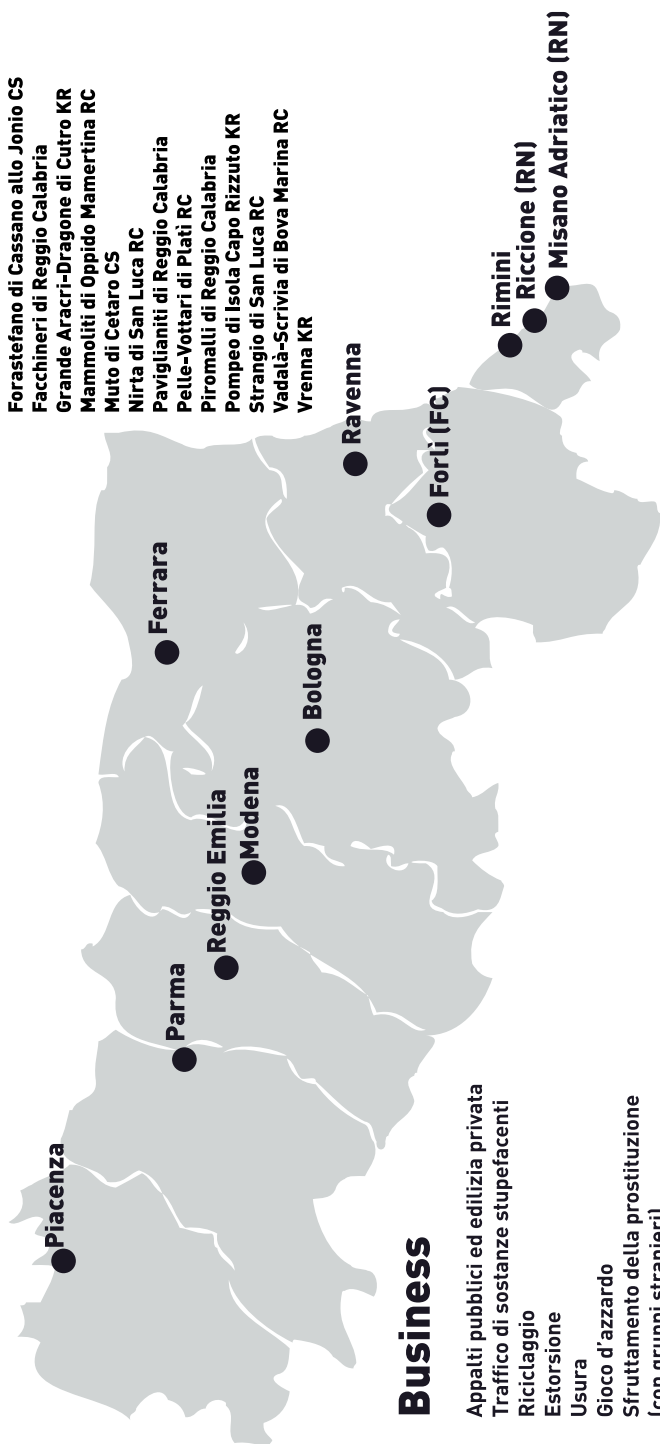 Forastefano di Cassano allo Jonio CS
Facchineri di Reggio Calabria
Grande Aracri-Dragone di Cutro KR
Mammoliti di Oppido Mamertina RC
Muto di Cetaro CS
Nirta di San Luca RC
Paviglianiti di Reggio Calabria
Pelle-Vottari di Platì RC
Piromalli di Reggio Calabria
Pompeo di Isola Capo Rizzuto KR
Strangio di San Luca RC
Vadalà-Scrivia di Bova Marina RC
Vrenna KR
Piacenza
Parma
Reggio Emilia
Modena
Ferrara
Bologna
Ravenna
Forlì (FC)
Rimini
Riccione (RN)
Misano Adriatico (RN)
Business
Appalti pubblici ed edilizia privata
Traffico di sostanze stupefacenti
Riciclaggio
Estorsione
Usura
Gioco d'azzardo
Sfruttamento della prostituzione
(con gruppi stranieri)